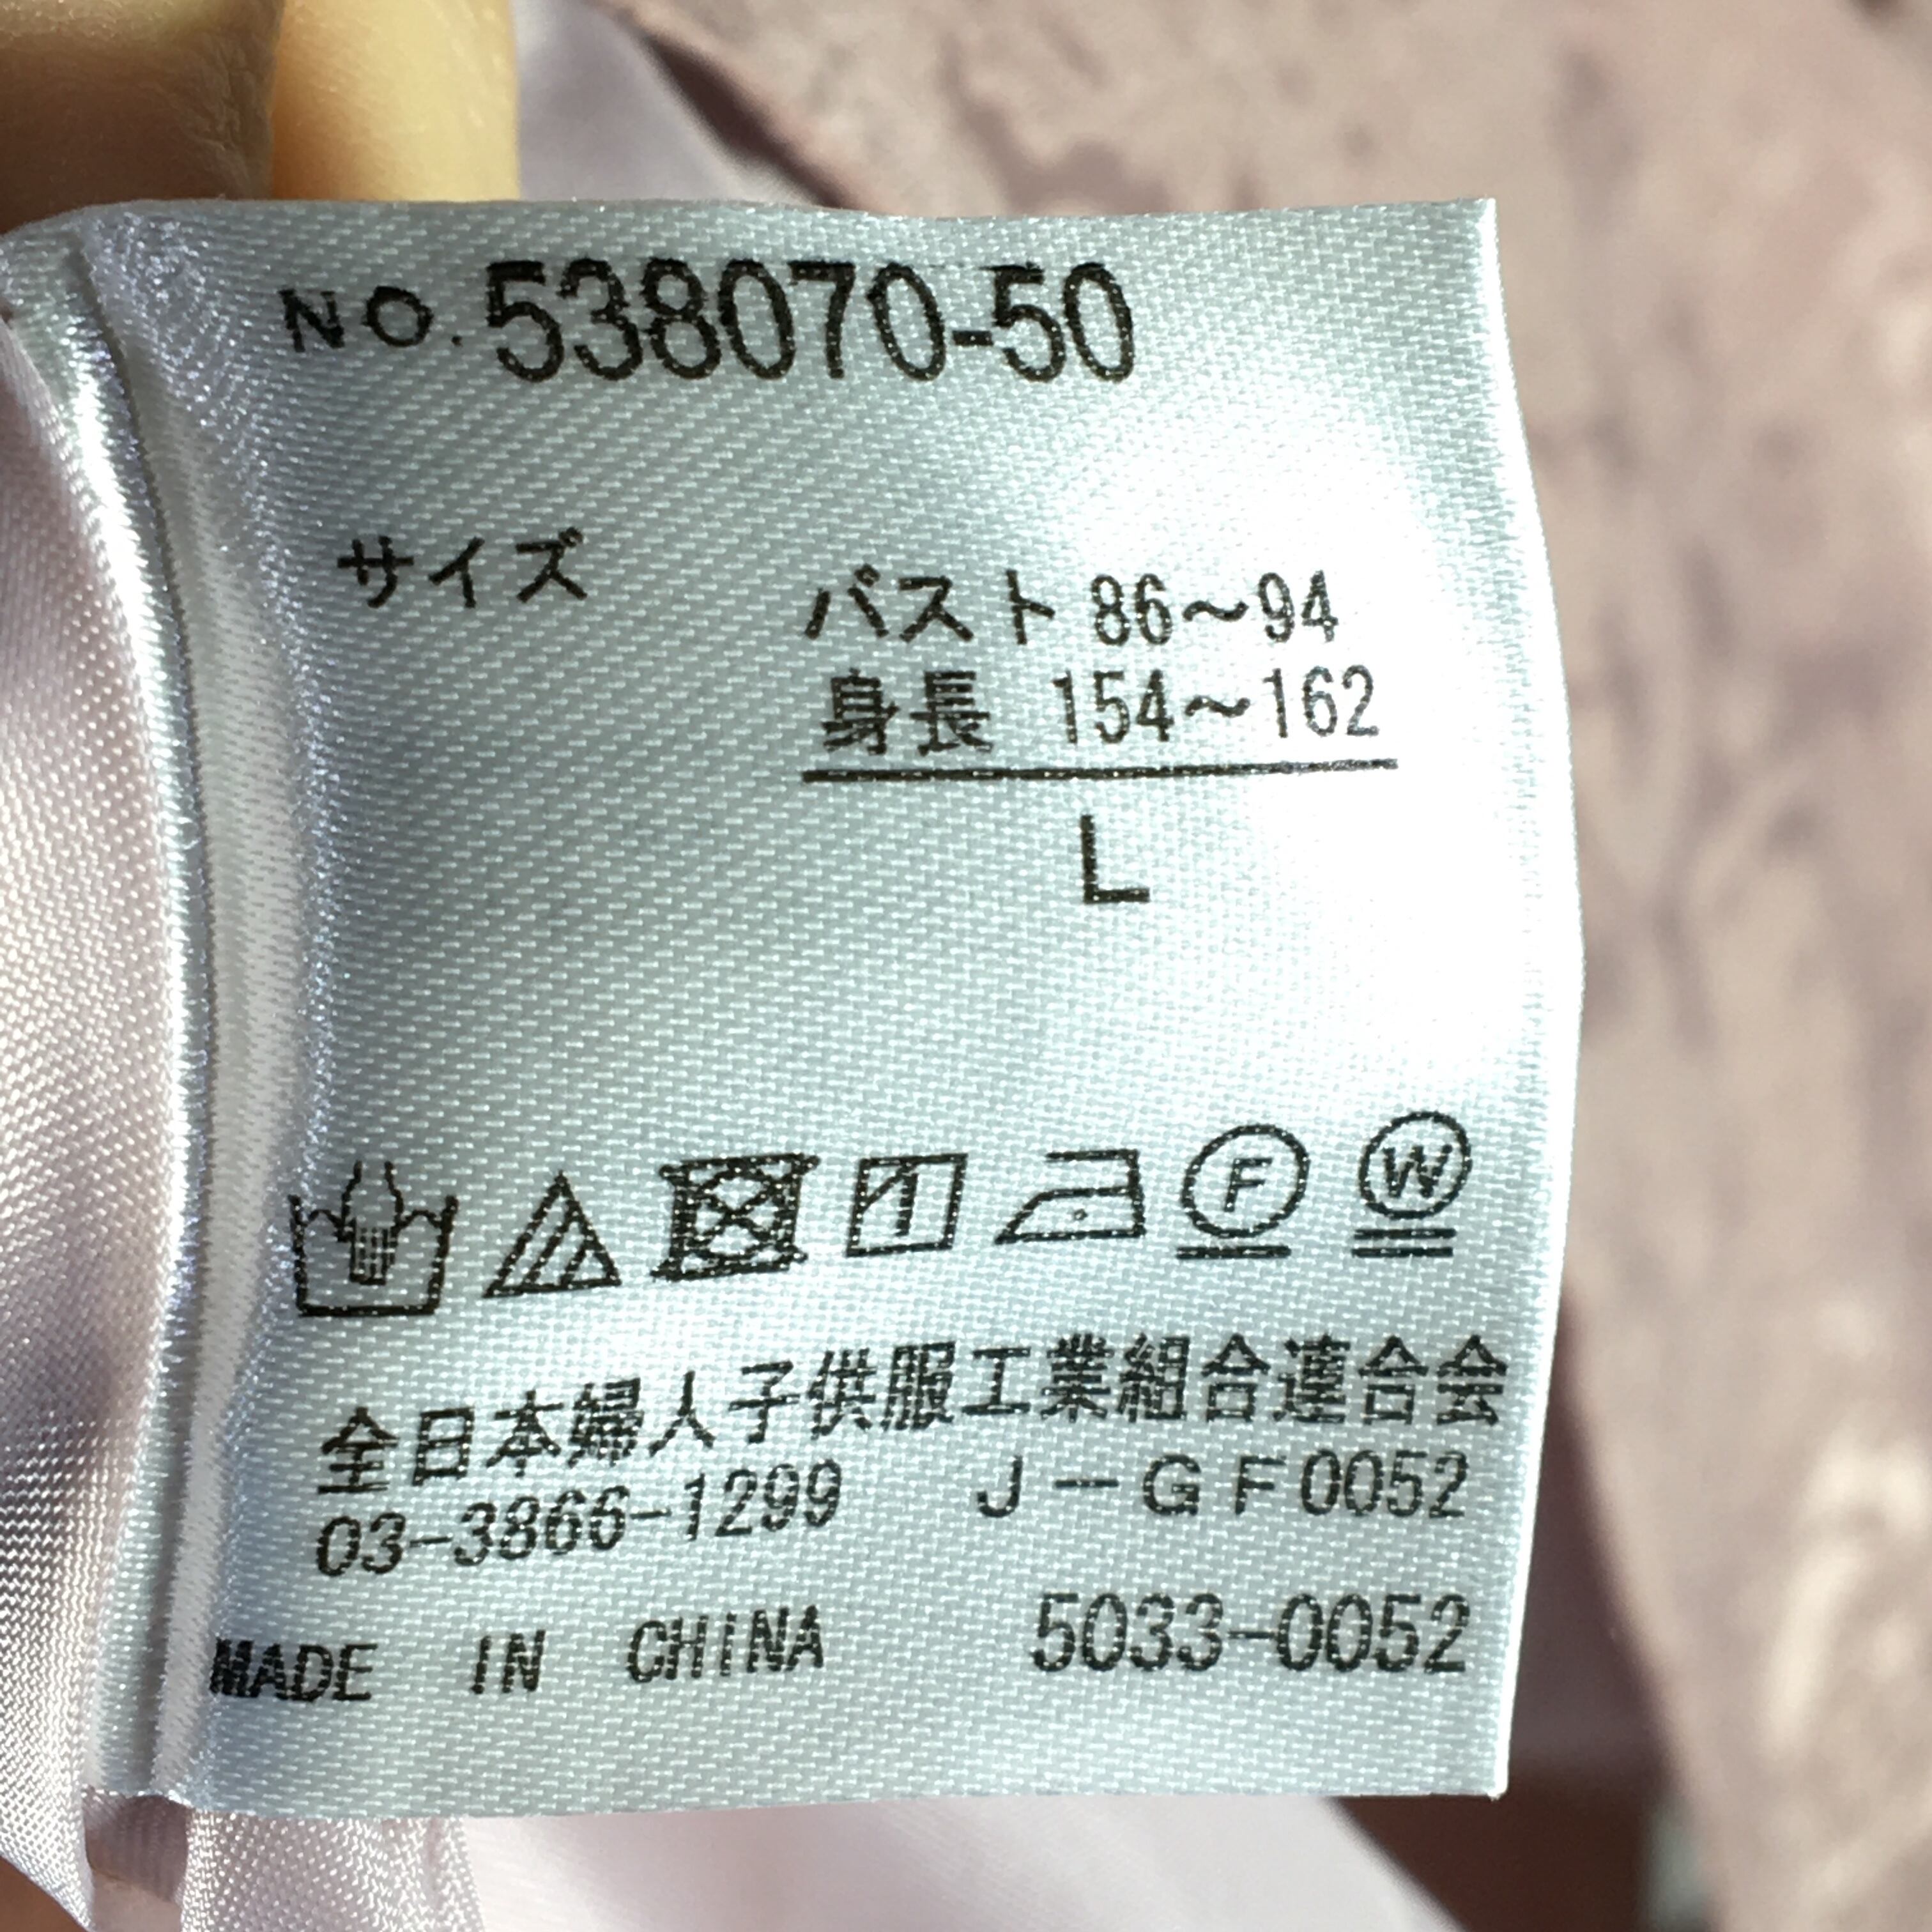 NO. 538070-50
サイズ
バスト 86～94
身長 154～162
L
F W
全日本婦人子供服工業組合連合会
03-3866-1299 J-GF0052
MADE IN CHINA 5033-0052